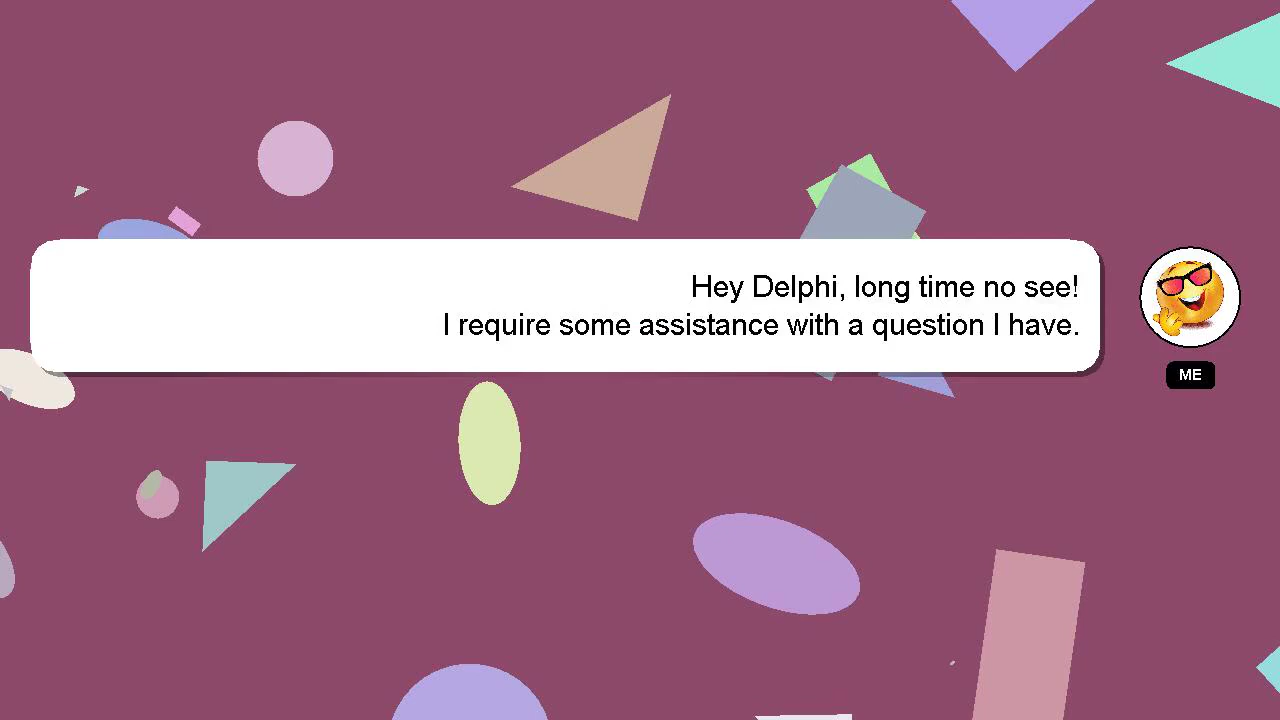 Hey Delphi, long time no see!
I require some assistance with a question I have.
ME